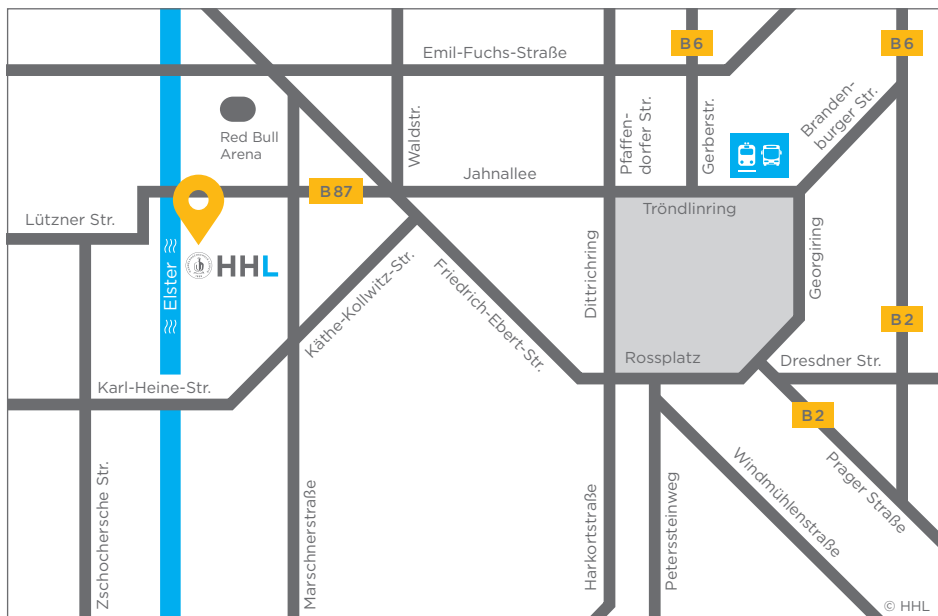 Emil-Fuchs-Straße
B6
B6
Red Bull
Arena
Waldstr.
Pfaffen-
dorfer Str.
Gerberstr.
Branden-
burger Str.
Jahnallee
B 87
Lützner Str.
Tröndlinring
HHL
Elster
Käthe-Kollwitz-Str.
Friedrich-Ebert-Str.
Dittrichring
Georgiring
B 2
Rossplatz
Dresdner Str.
Karl-Heine-Str.
B 2
Zschochersche Str.
Marschnerstraße
Harkortstraße
Peterssteinweg
Windmühlenstraße
Prager Straße
© HHL